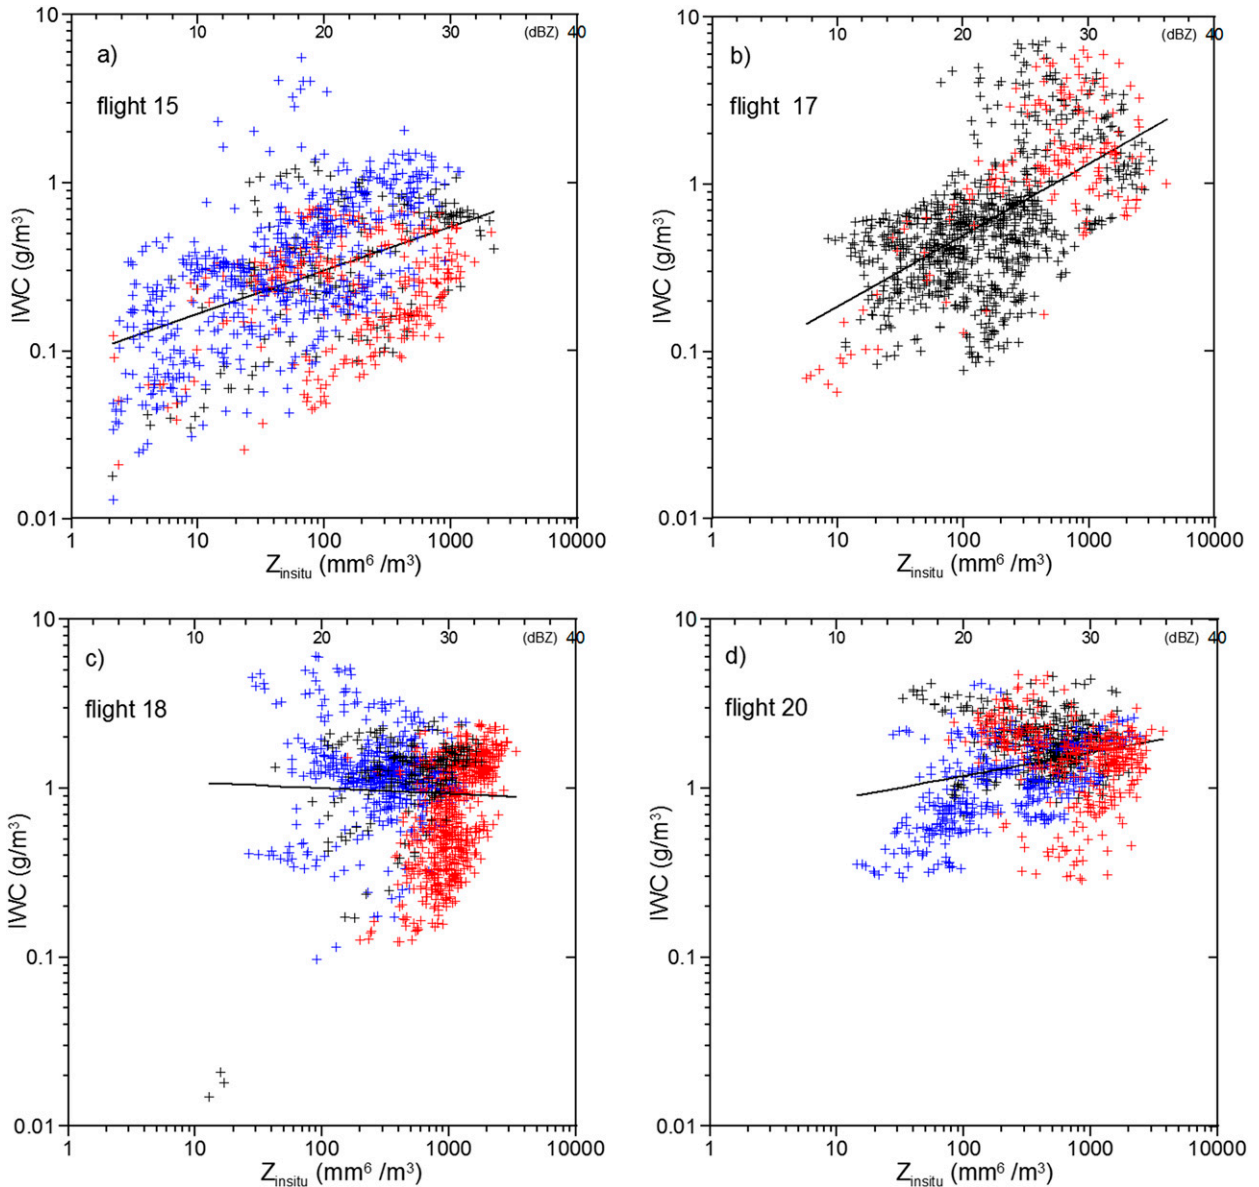 10 20 30 (dBZ) 40
10
a)
flight 15
1
IWC (g/m³)
0.1
0.01
1 10 100 1000 10000
Zinsitu (mm⁶ /m³)
10 20 30 (dBZ) 40
10
b)
flight 17
1
IWC (g/m³)
0.1
0.01
1 10 100 1000 10000
Zinsitu (mm⁶ /m³)
10 20 30 (dBZ) 40
10
c)
flight 18
1
IWC (g/m³)
0.1
0.01
1 10 100 1000 10000
Zinsitu (mm⁶ /m³)
10 20 30 (dBZ) 40
10
d)
flight 20
1
IWC (g/m³)
0.1
0.01
1 10 100 1000 10000
Zinsitu (mm⁶ /m³)